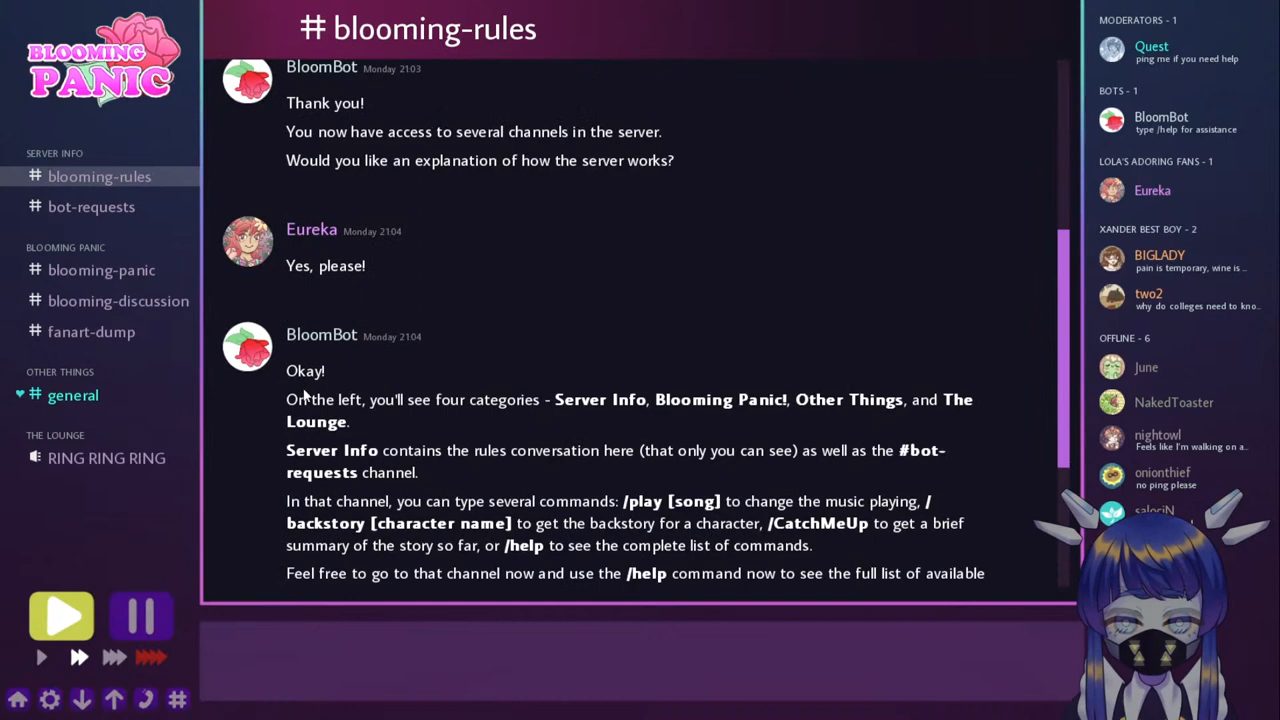 BLOOMING
PANIC
SERVER INFO
# blooming-rules
# bot-requests
BLOOMING PANIC
# blooming-panic
# blooming-discussion
# fanart-dump
OTHER THINGS
# general
THE LOUNGE
RING RING RING
# blooming-rules
BloomBot Monday 21:03
Thank you!
You now have access to several channels in the server.
Would you like an explanation of how the server works?
Eureka Monday 21:04
Yes, please!
BloomBot Monday 21:04
Okay!
On the left, you'll see four categories - Server Info, Blooming Panic!, Other Things, and The
Lounge.
Server Info contains the rules conversation here (that only you can see) as well as the #bot-
requests channel.
In that channel, you can type several commands: /play [song] to change the music playing, /
backstory [character name] to get the backstory for a character, /CatchMeUp to get a brief
summary of the story so far, or /help to see the complete list of commands.
Feel free to go to that channel now and use the /help command now to see the full list of available
MODERATORS - 1
Quest
ping me if you need help
BOTS - 1
BloomBot
type /help for assistance
LOLA'S ADORING FANS - 1
Eureka
XANDER BEST BOY - 2
BIGLADY
pain is temporary, wine is ..
two2
why do colleges need to kno..
OFFLINE - 6
June
NakedToaster
nightowl
Feels like I'm walking on a..
onionthief
no ping please